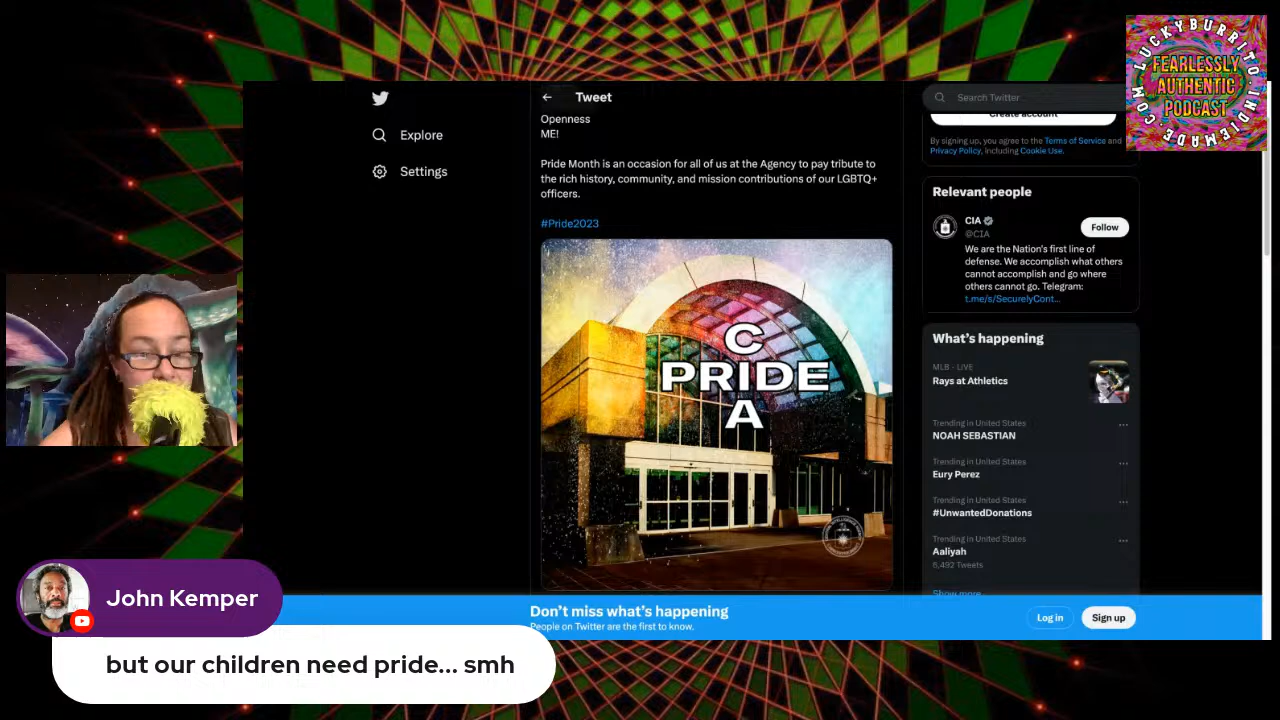 LUCKYBURRITO.INDIEMADE.COM
FEARLESSLY
AUTHENTIC
PODCAST
Explore
Settings
Tweet
Openness
ME!
Pride Month is an occasion for all of us at the Agency to pay tribute to
the rich history, community, and mission contributions of our LGBTQ+
officers.
#Pride2023
C
PRIDE
A
Search Twitter
Create account
By signing up, you agree to the Terms of Service and
Privacy Policy, including Cookie Use.
Relevant people
CIA
@CIA
Follow
We are the Nation's first line of
defense. We accomplish what others
cannot accomplish and go where
others cannot go. Telegram:
t.me/s/SecurelyCont...
What's happening
MLB · LIVE
Rays at Athletics
Trending in United States
NOAH SEBASTIAN
Trending in United States
Eury Perez
Trending in United States
#UnwantedDonations
Trending in United States
Aaliyah
6,492 Tweets
Show more
Don't miss what's happening
People on Twitter are the first to know.
Log in
Sign up
John Kemper
but our children need pride... smh